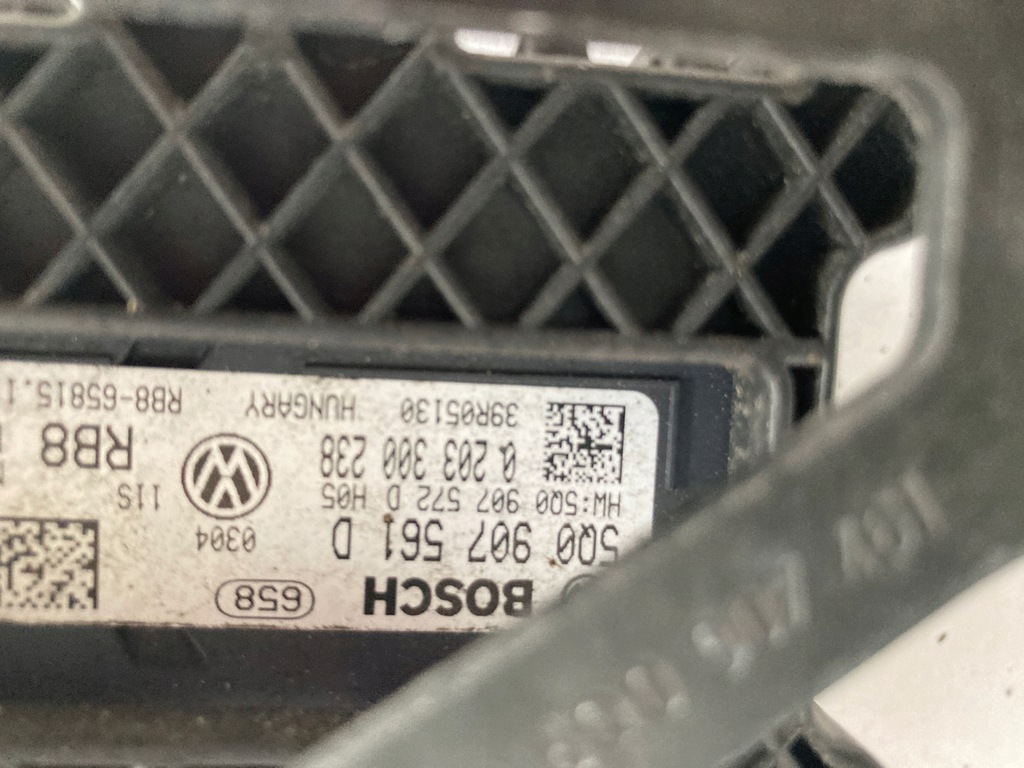 BOSCH 658
5Q0 907 561 D 0304
HW:5Q0 907 572 D H05 11S
0 203 300 238 RB8
39R05130 HUNGARY RB8-65815.1
907